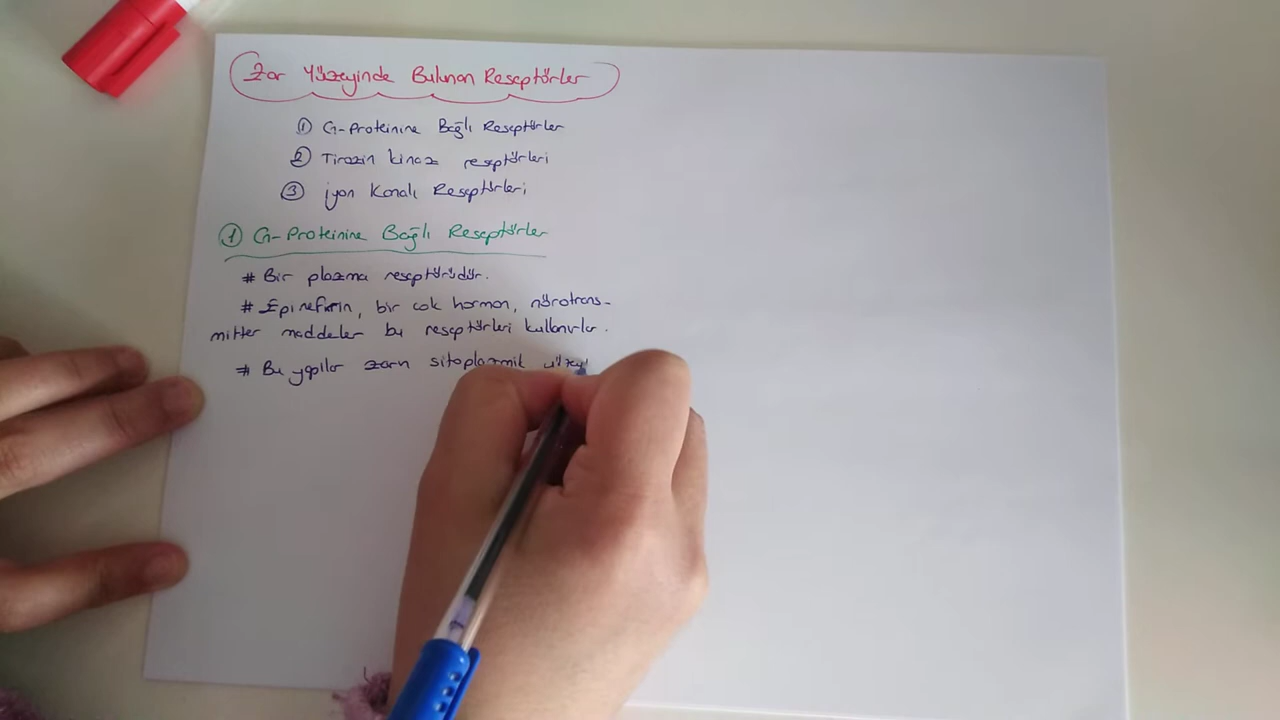 Zar Yüzeyinde Bulunan Reseptörler
① G-Proteinine Bağlı Reseptörler
② Tirozin kinaz reseptörleri
③ iyon Kanalı Reseptörleri
① G-Proteinine Bağlı Reseptörler
# Bir plazma reseptörüdür.
# Epinefrin, bir çok hormon, nörotrans-
mitter maddeler bu reseptörleri kullanırlar.
# Bu yapılar zarın sitoplazmik